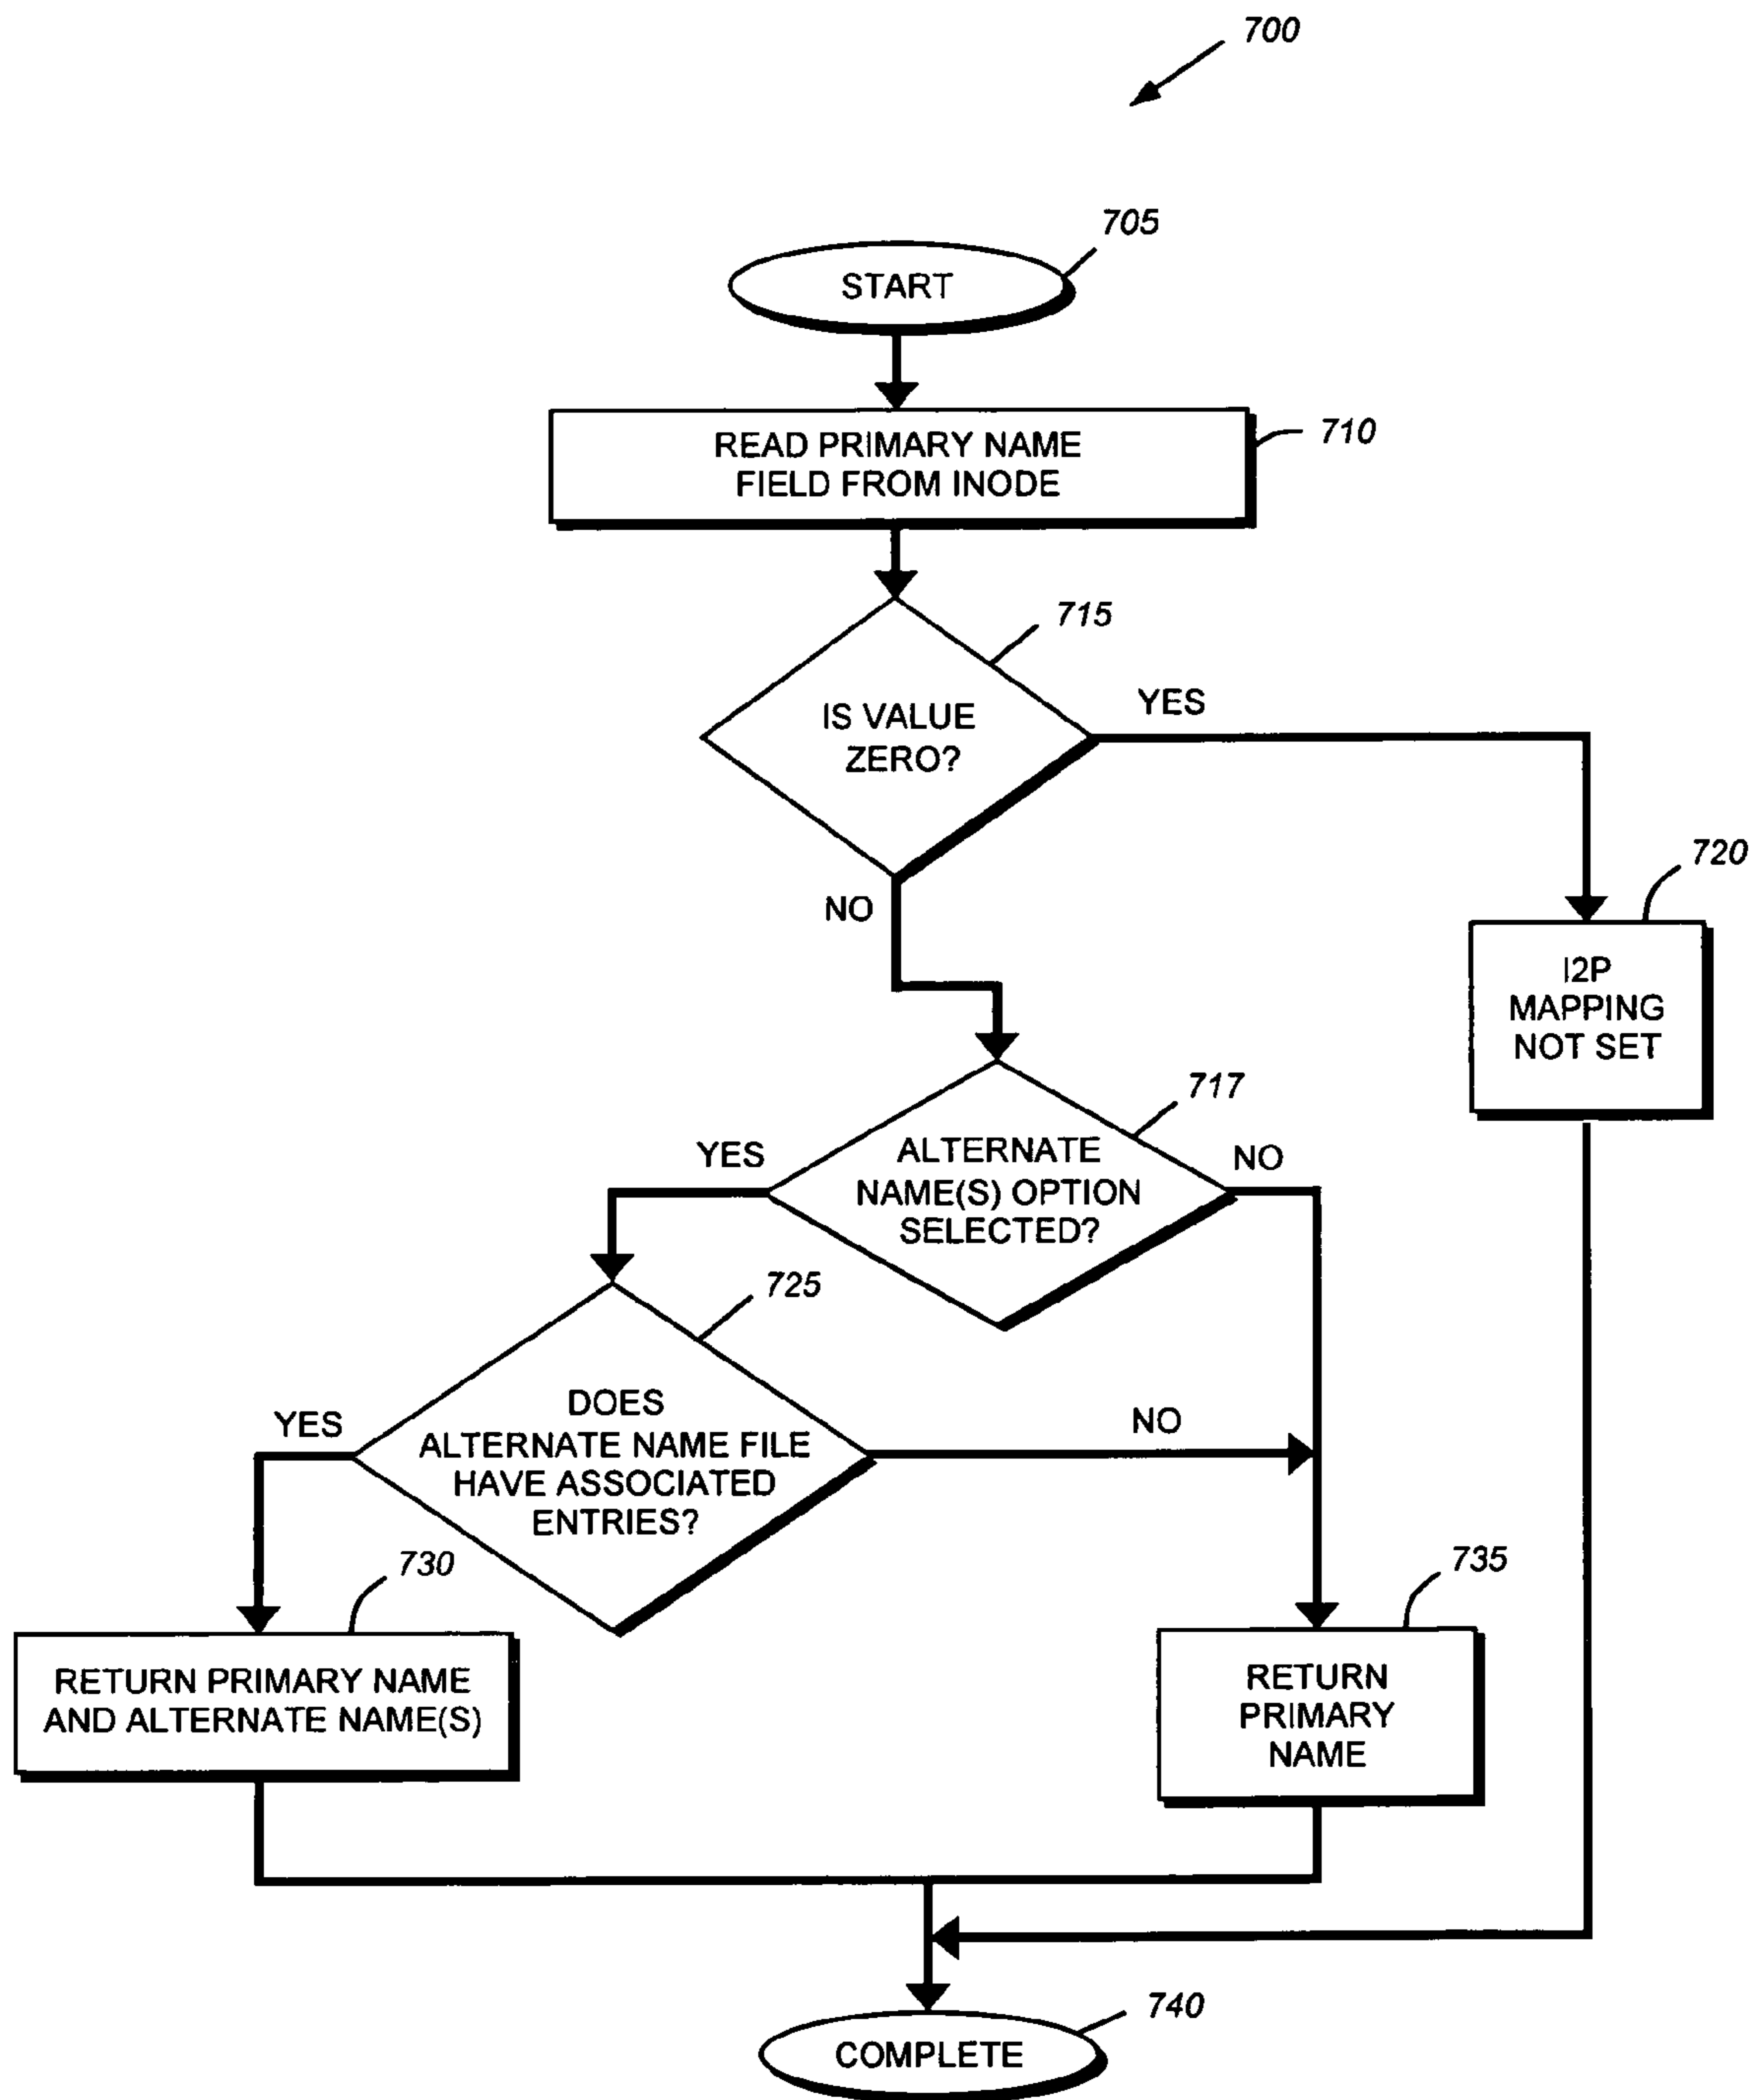 700
705
START
710
READ PRIMARY NAME
FIELD FROM INODE
715
IS VALUE
ZERO?
YES
NO
720
I2P
MAPPING
NOT SET
717
ALTERNATE
NAME(S) OPTION
SELECTED?
YES
NO
725
DOES
ALTERNATE NAME FILE
HAVE ASSOCIATED
ENTRIES?
YES
NO
730
RETURN PRIMARY NAME
AND ALTERNATE NAME(S)
735
RETURN
PRIMARY
NAME
740
COMPLETE